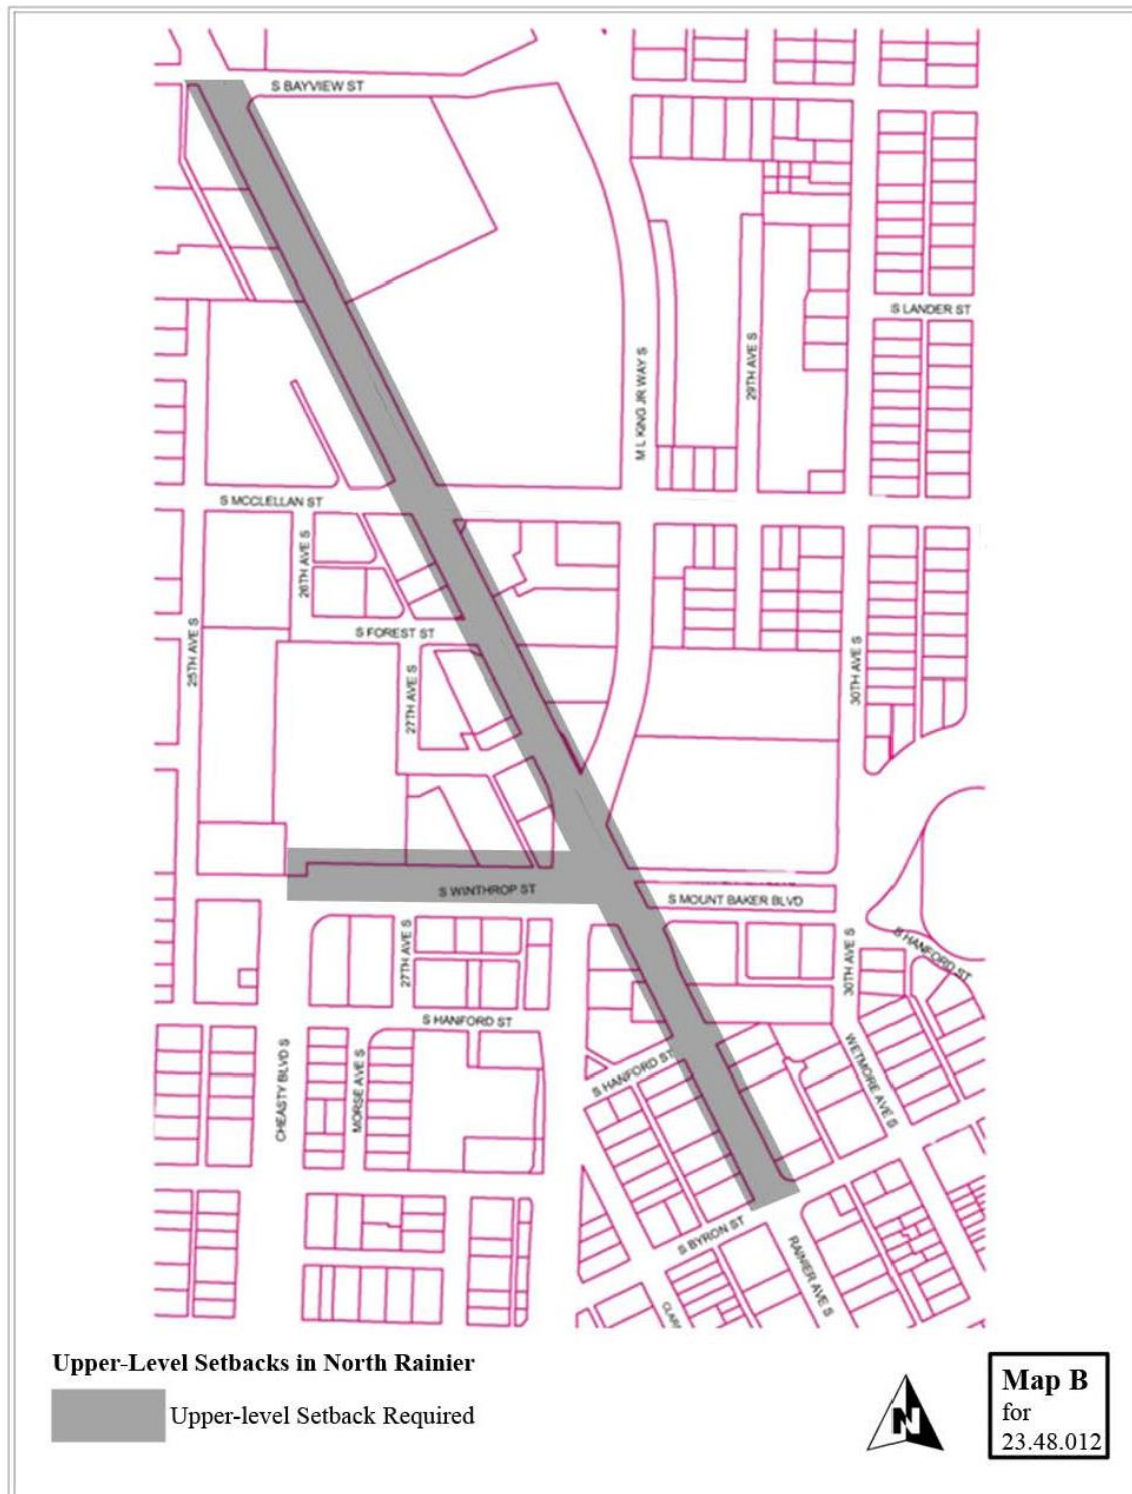 S BAYVIEW ST
S LANDER ST
M L KING JR WAY S
29TH AVE S
S MCCLELLAN ST
26TH AVE S
S FOREST ST
25TH AVE S
27TH AVE S
30TH AVE S
S WINTHROP ST
S MOUNT BAKER BLVD
27TH AVE S
30TH AVE S
S HANFORD ST
S HANFORD ST
CHEASTY BLVD S
MORSE AVE S
S HANFORD ST
WETMORE AVE S
S BYRON ST
RAINIER AVE S
Upper-Level Setbacks in North Rainier
Upper-level Setback Required
N
Map B
for
23.48.012